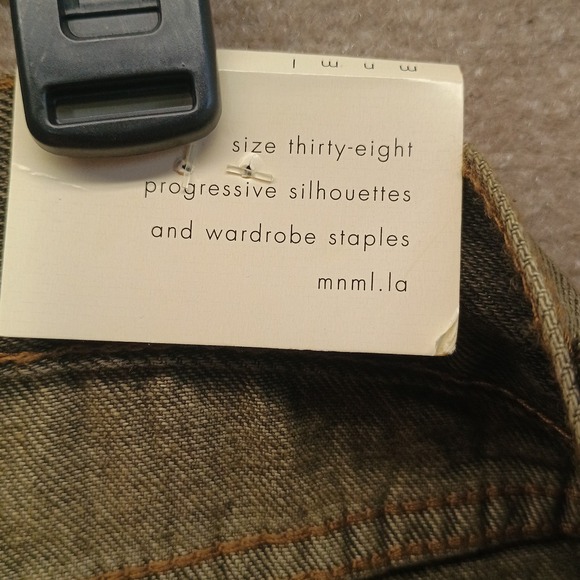 mnml
size thirty-eight
progressive silhouettes
and wardrobe staples
mnml.la